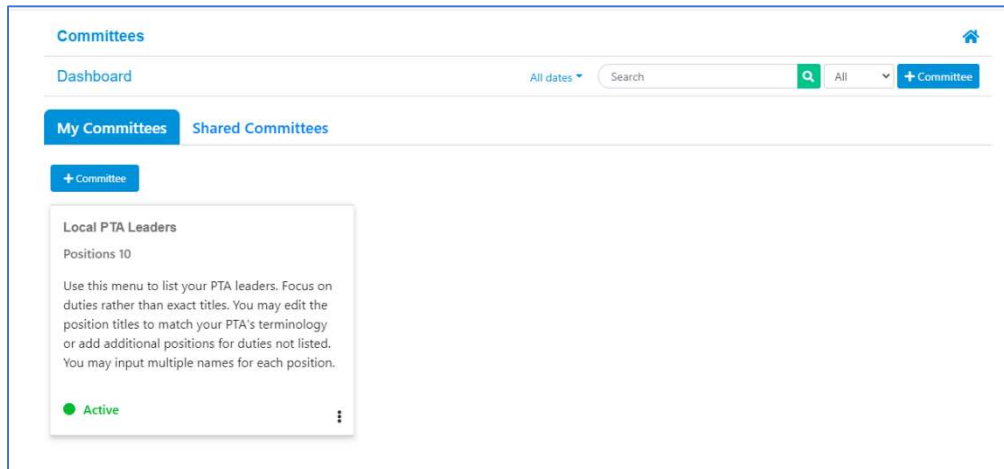 Committees
Dashboard
All dates
Search
All
+ Committee
My Committees
Shared Committees
+ Committee
Local PTA Leaders
Positions 10
Use this menu to list your PTA leaders. Focus on
duties rather than exact titles. You may edit the
position titles to match your PTA's terminology
or add additional positions for duties not listed.
You may input multiple names for each position.
Active